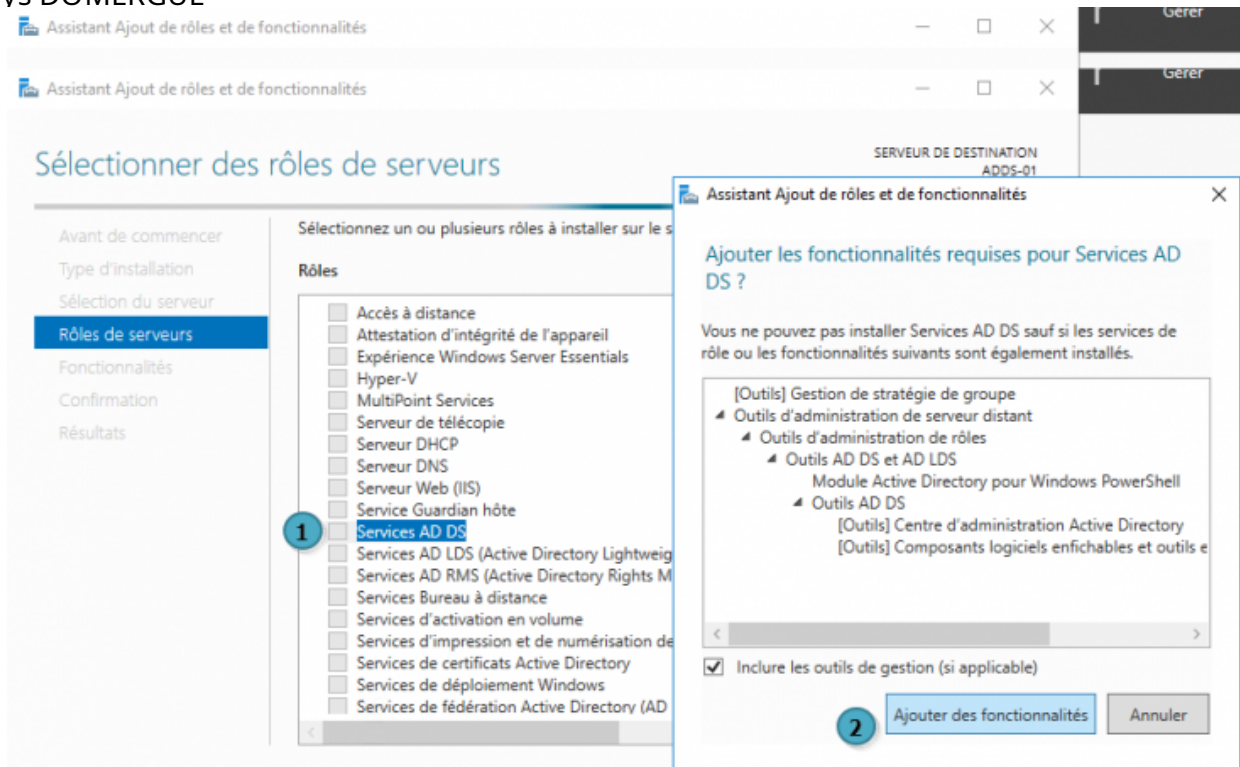 ys DOMERGUE
Assistant Ajout de rôles et de fonctionnalités
Gérer
Assistant Ajout de rôles et de fonctionnalités
Gérer
Sélectionner des rôles de serveurs
SERVEUR DE DESTINATION
ADDS-01
Avant de commencer
Type d'installation
Sélection du serveur
Rôles de serveurs
Fonctionnalités
Confirmation
Résultats
Sélectionnez un ou plusieurs rôles à installer sur le s
Rôles
Accès à distance
Attestation d'intégrité de l'appareil
Expérience Windows Server Essentials
Hyper-V
MultiPoint Services
Serveur de télécopie
Serveur DHCP
Serveur DNS
Serveur Web (IIS)
Service Guardian hôte
1 Services AD DS
Services AD LDS (Active Directory Lightweig
Services AD RMS (Active Directory Rights M
Services Bureau à distance
Services d'activation en volume
Services d'impression et de numérisation de
Services de certificats Active Directory
Services de déploiement Windows
Services de fédération Active Directory (AD
Assistant Ajout de rôles et de fonctionnalités
Ajouter les fonctionnalités requises pour Services AD
DS ?
Vous ne pouvez pas installer Services AD DS sauf si les services de
rôle ou les fonctionnalités suivants sont également installés.
[Outils] Gestion de stratégie de groupe
Outils d'administration de serveur distant
Outils d'administration de rôles
Outils AD DS et AD LDS
Module Active Directory pour Windows PowerShell
Outils AD DS
[Outils] Centre d'administration Active Directory
[Outils] Composants logiciels enfichables et outils e
Inclure les outils de gestion (si applicable)
2 Ajouter des fonctionnalités
Annuler